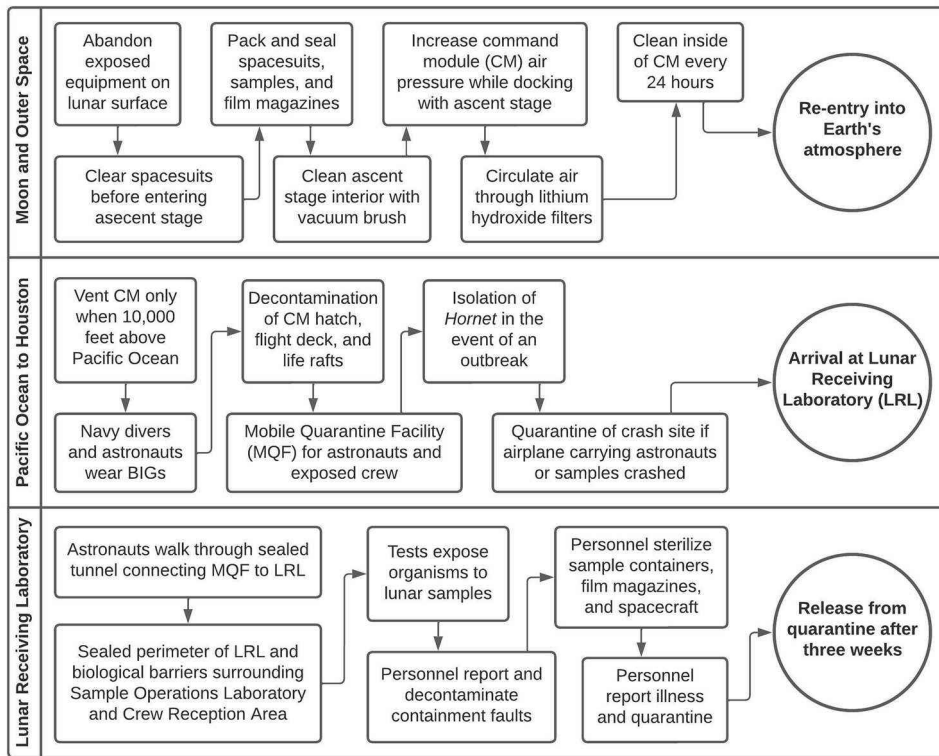 Moon and Outer Space
Abandon
exposed
equipment on
lunar surface
Clear spacesuits
before entering
asecent stage
Pack and seal
spacesuits,
samples, and
film magazines
Clean ascent
stage interior with
vacuum brush
Increase command
module (CM) air
pressure while docking
with ascent stage
Circulate air
through lithium
hydroxide filters
Clean inside
of CM every
24 hours
Re-entry into
Earth's
atmosphere
Pacific Ocean to Houston
Vent CM only
when 10,000
feet above
Pacific Ocean
Navy divers
and astronauts
wear BIGs
Decontamination
of CM hatch,
flight deck, and
life rafts
Mobile Quarantine Facility
(MQF) for astronauts and
exposed crew
Isolation of
Hornet in the
event of an
outbreak
Quarantine of crash site if
airplane carrying astronauts
or samples crashed
Arrival at Lunar
Receiving
Laboratory (LRL)
Lunar Receiving Laboratory
Astronauts walk through sealed
tunnel connecting MQF to LRL
Sealed perimeter of LRL and
biological barriers surrounding
Sample Operations Laboratory
and Crew Reception Area
Tests expose
organisms to
lunar samples
Personnel report and
decontaminate
containment faults
Personnel sterilize
sample containers,
film magazines,
and spacecraft
Personnel
report illness
and quarantine
Release from
quarantine after
three weeks